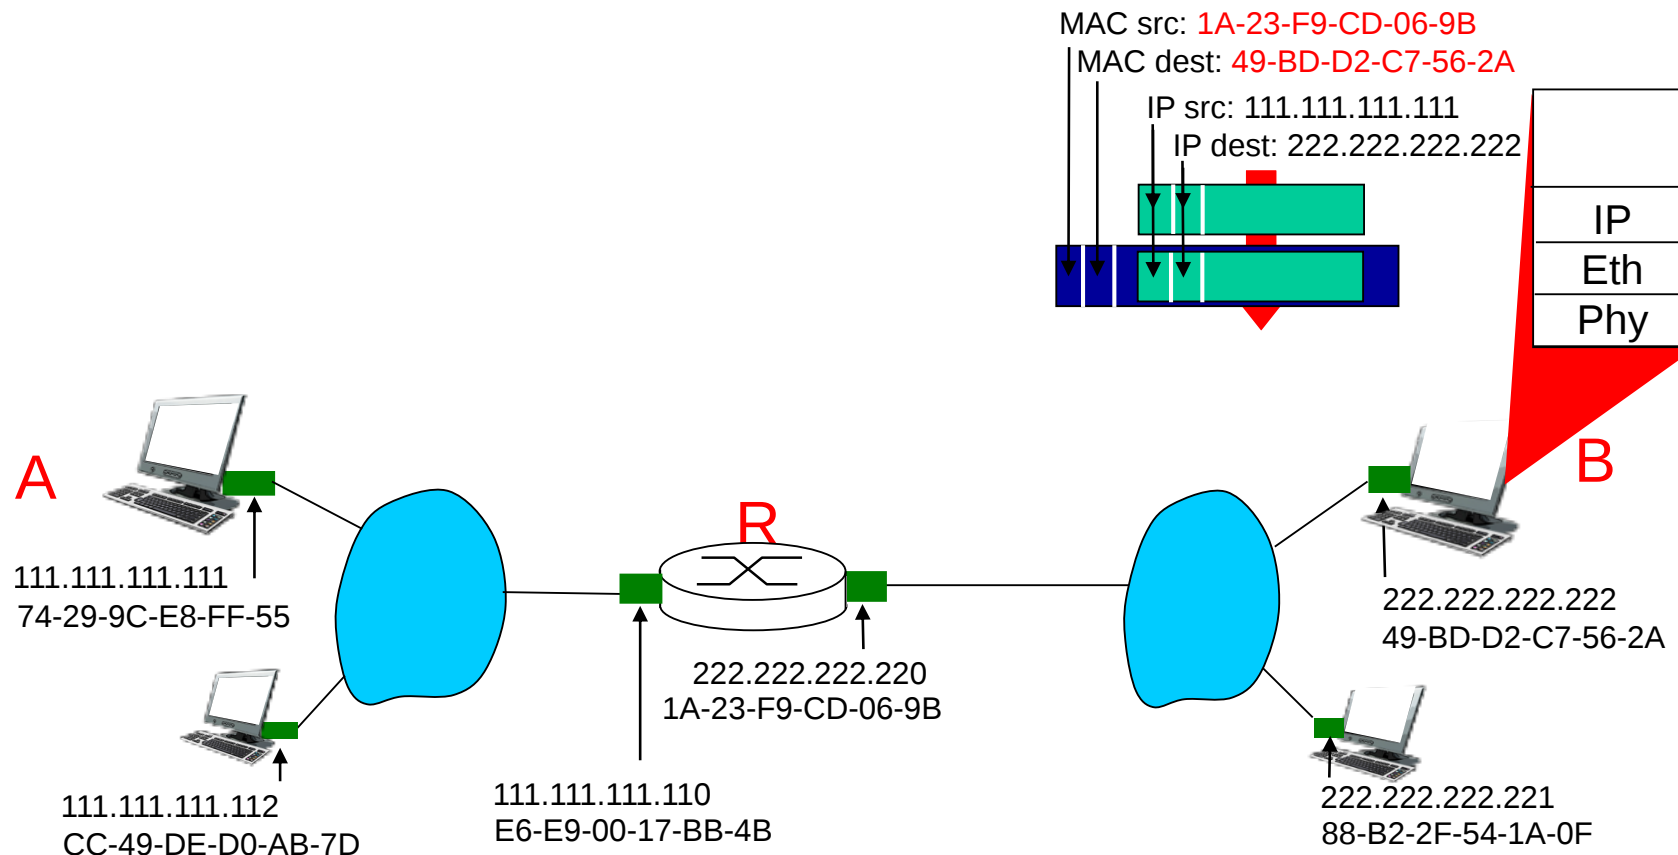 MAC src: 1A-23-F9-CD-06-9B
MAC dest: 49-BD-D2-C7-56-2A
IP src: 111.111.111.111
IP dest: 222.222.222.222
IP
Eth
Phy
A
B
R
111.111.111.111
74-29-9C-E8-FF-55
222.222.222.222
49-BD-D2-C7-56-2A
222.222.222.220
1A-23-F9-CD-06-9B
111.111.111.112
CC-49-DE-D0-AB-7D
111.111.111.110
E6-E9-00-17-BB-4B
222.222.222.221
88-B2-2F-54-1A-0F